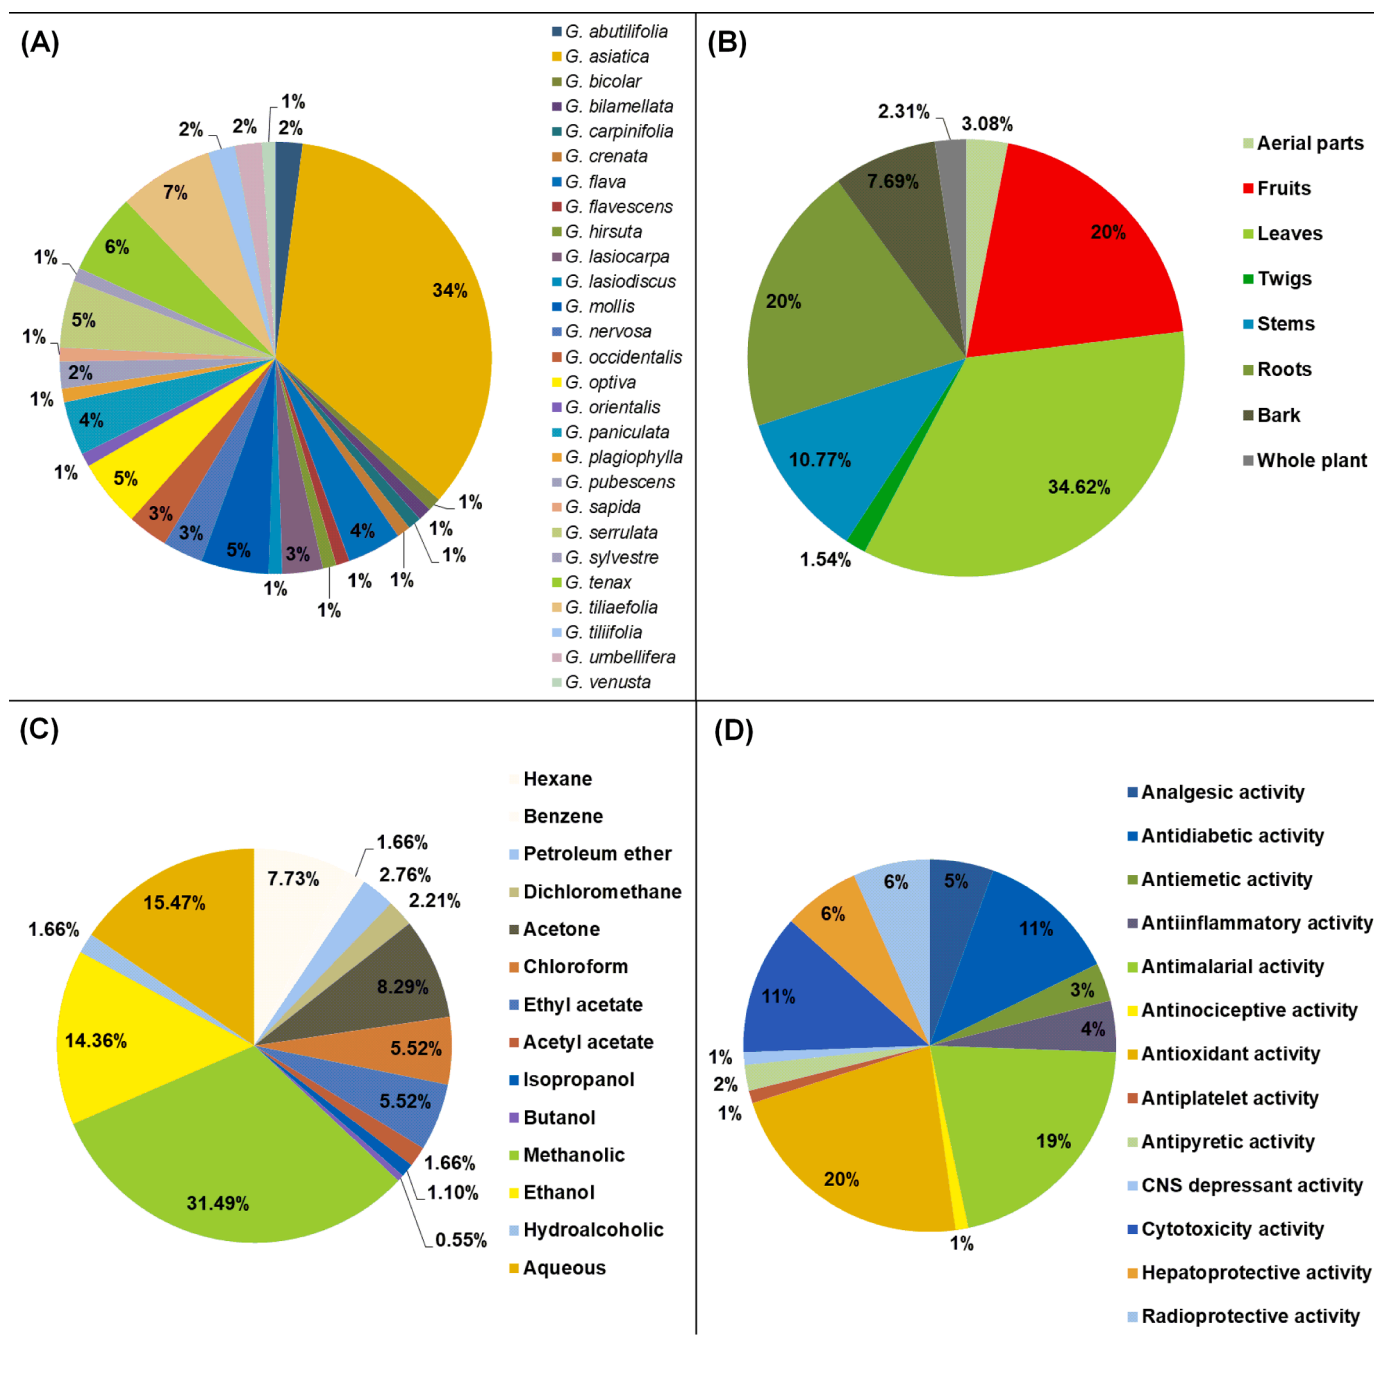 (A)
1%
2%
2%
2%
7%
6%
1%
5%
1%
2%
1%
4%
1%
5%
3%
3%
5%
1%
3%
1%
1%
4%
1%
1%
1%
1%
34%
G. abutilifolia
G. asiatica
G. bicolar
G. bilamellata
G. carpinifolia
G. crenata
G. flava
G. flavescens
G. hirsuta
G. lasiocarpa
G. lasiodiscus
G. mollis
G. nervosa
G. occidentalis
G. optiva
G. orientalis
G. paniculata
G. plagiophylla
G. pubescens
G. sapida
G. serrulata
G. sylvestre
G. tenax
G. tiliaefolia
G. tiliifolia
G. umbellifera
G. venusta
(B)
2.31%
3.08%
7.69%
20%
20%
10.77%
34.62%
1.54%
Aerial parts
Fruits
Leaves
Twigs
Stems
Roots
Bark
Whole plant
(C)
7.73%
1.66%
2.76%
2.21%
8.29%
5.52%
5.52%
1.66%
1.10%
0.55%
31.49%
14.36%
1.66%
15.47%
Hexane
Benzene
Petroleum ether
Dichloromethane
Acetone
Chloroform
Ethyl acetate
Acetyl acetate
Isopropanol
Butanol
Methanolic
Ethanol
Hydroalcoholic
Aqueous
(D)
5%
11%
3%
4%
19%
1%
20%
1%
2%
1%
11%
6%
6%
Analgesic activity
Antidiabetic activity
Antiemetic activity
Antiinflammatory activity
Antimalarial activity
Antinociceptive activity
Antioxidant activity
Antiplatelet activity
Antipyretic activity
CNS depressant activity
Cytotoxicity activity
Hepatoprotective activity
Radioprotective activity